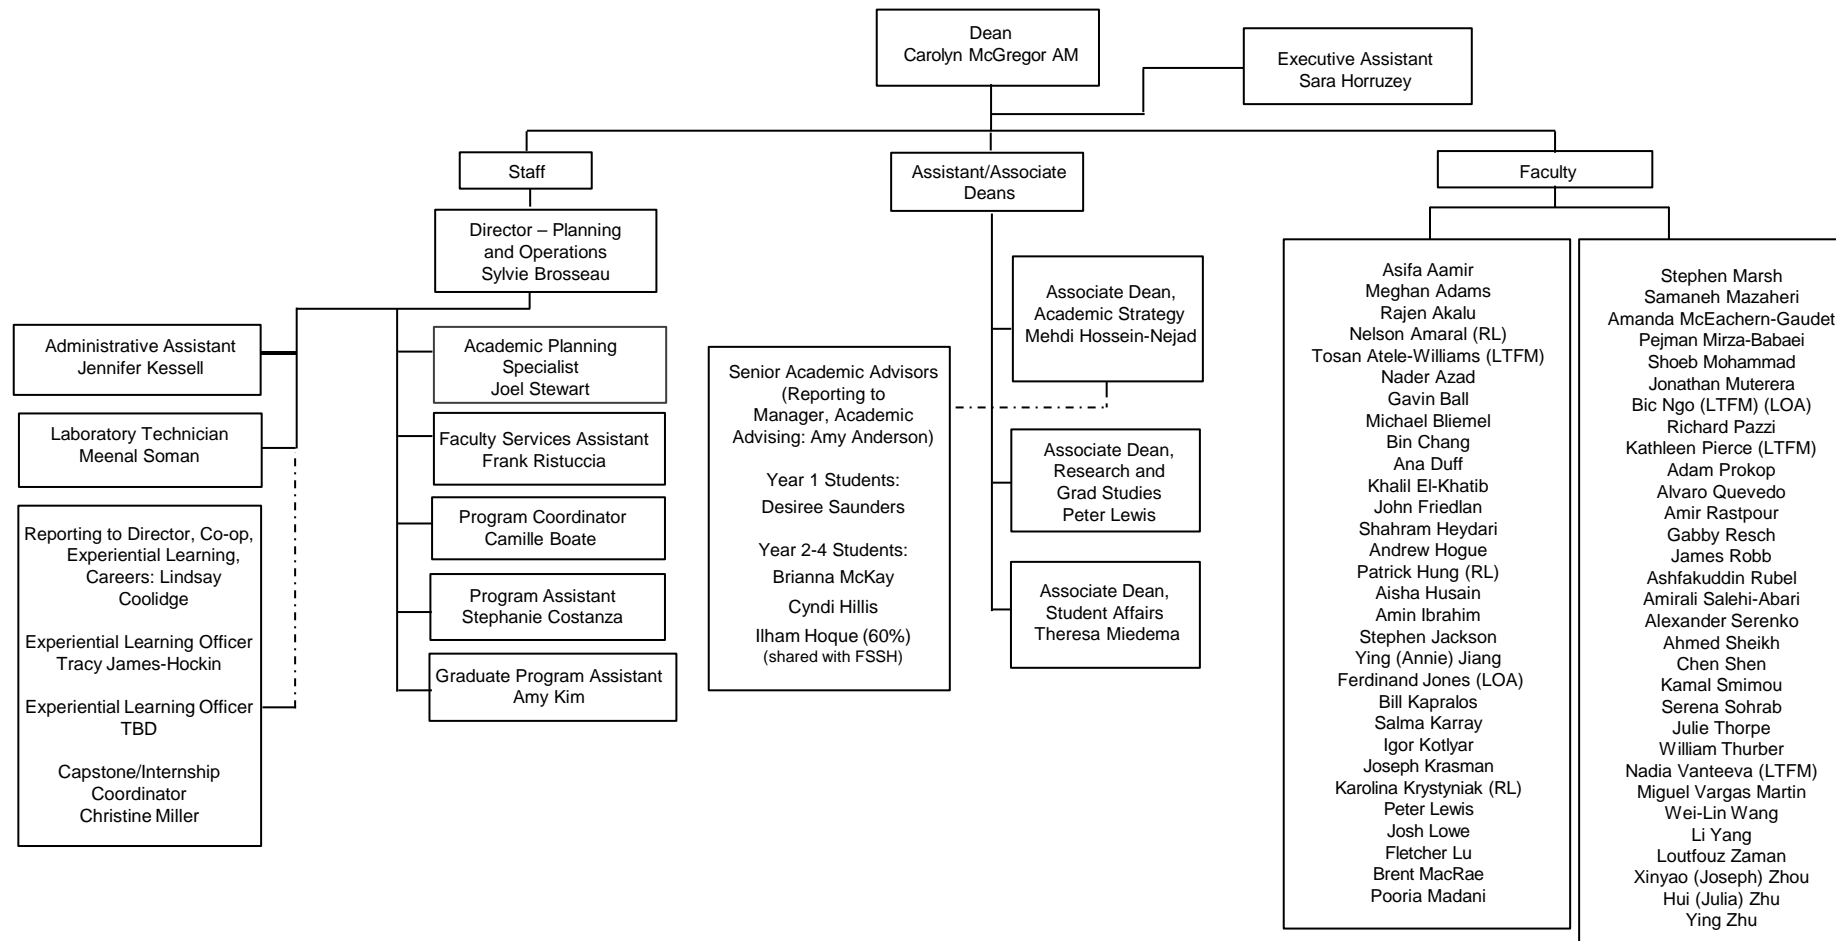 Dean
Carolyn McGregor AM
Executive Assistant
Sara Horruzey
Staff
Assistant/Associate
Deans
Faculty
Director – Planning
and Operations
Sylvie Brosseau
Administrative Assistant
Jennifer Kessell
Laboratory Technician
Meenal Soman
Reporting to Director, Co-op,
Experiential Learning,
Careers: Lindsay
Coolidge
Experiential Learning Officer
Tracy James-Hockin
Experiential Learning Officer
TBD
Capstone/Internship
Coordinator
Christine Miller
Academic Planning
Specialist
Joel Stewart
Faculty Services Assistant
Frank Ristuccia
Program Coordinator
Camille Boate
Program Assistant
Stephanie Costanza
Graduate Program Assistant
Amy Kim
Senior Academic Advisors
(Reporting to
Manager, Academic
Advising: Amy Anderson)
Year 1 Students:
Desiree Saunders
Year 2-4 Students:
Brianna McKay
Cyndi Hillis
Ilham Hoque (60%)
(shared with FSSH)
Associate Dean,
Academic Strategy
Mehdi Hossein-Nejad
Associate Dean,
Research and
Grad Studies
Peter Lewis
Associate Dean,
Student Affairs
Theresa Miedema
Asifa Aamir
Meghan Adams
Rajen Akalu
Nelson Amaral (RL)
Tosan Atele-Williams (LTFM)
Nader Azad
Gavin Ball
Michael Bliemel
Bin Chang
Ana Duff
Khalil El-Khatib
John Friedlan
Shahram Heydari
Andrew Hogue
Patrick Hung (RL)
Aisha Husain
Amin Ibrahim
Stephen Jackson
Ying (Annie) Jiang
Ferdinand Jones (LOA)
Bill Kapralos
Salma Karray
Igor Kotlyar
Joseph Krasman
Karolina Krystyniak (RL)
Peter Lewis
Josh Lowe
Fletcher Lu
Brent MacRae
Pooria Madani
Stephen Marsh
Samaneh Mazaheri
Amanda McEachern-Gaudet
Pejman Mirza-Babaei
Shoeb Mohammad
Jonathan Muterera
Bic Ngo (LTFM) (LOA)
Richard Pazzi
Kathleen Pierce (LTFM)
Adam Prokop
Alvaro Quevedo
Amir Rastpour
Gabby Resch
James Robb
Ashfakuddin Rubel
Amirali Salehi-Abari
Alexander Serenko
Ahmed Sheikh
Chen Shen
Kamal Smimou
Serena Sohrab
Julie Thorpe
William Thurber
Nadia Vanteeva (LTFM)
Miguel Vargas Martin
Wei-Lin Wang
Li Yang
Loutfouz Zaman
Xinyao (Joseph) Zhou
Hui (Julia) Zhu
Ying Zhu